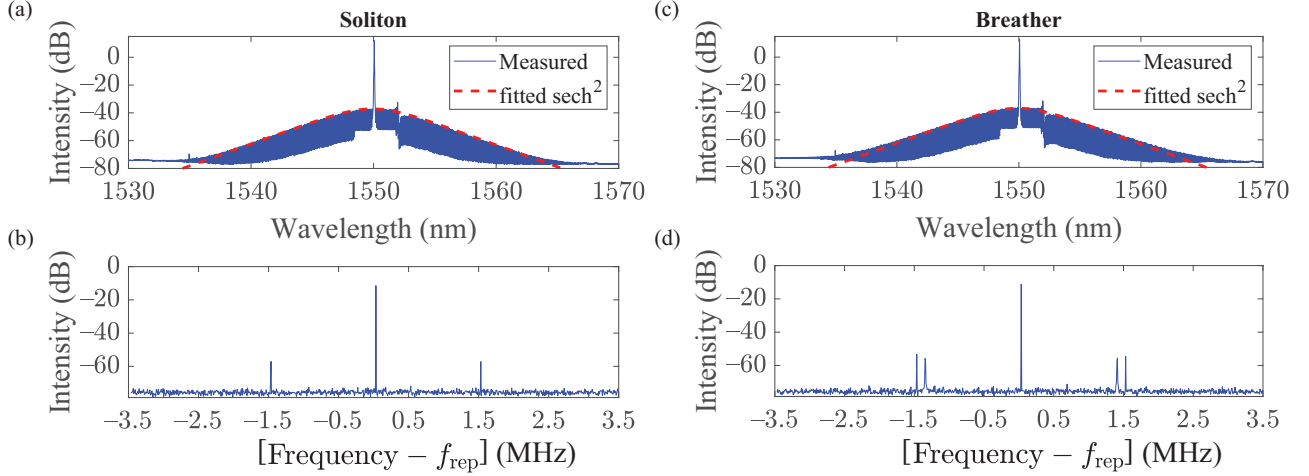 (a)
Soliton
Intensity (dB)
0
−20
−40
−60
−80
Measured
fitted sech²
1530
1540
1550
1560
1570
Wavelength (nm)
(c)
Breather
Intensity (dB)
0
−20
−40
−60
−80
Measured
fitted sech²
1530
1540
1550
1560
1570
Wavelength (nm)
(b)
Intensity (dB)
0
−20
−40
−60
−3.5
−2.5
−1.5
−0.5
0.5
1.5
2.5
3.5
[Frequency − f_rep] (MHz)
(d)
Intensity (dB)
0
−20
−40
−60
−3.5
−2.5
−1.5
−0.5
0.5
1.5
2.5
3.5
[Frequency − f_rep] (MHz)